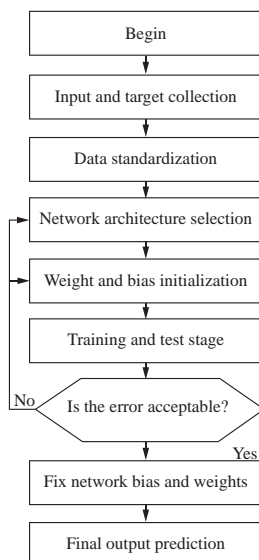 Begin
Input and target collection
Data standardization
Network architecture selection
Weight and bias initialization
Training and test stage
No
Is the error acceptable?
Yes
Fix network bias and weights
Final output prediction